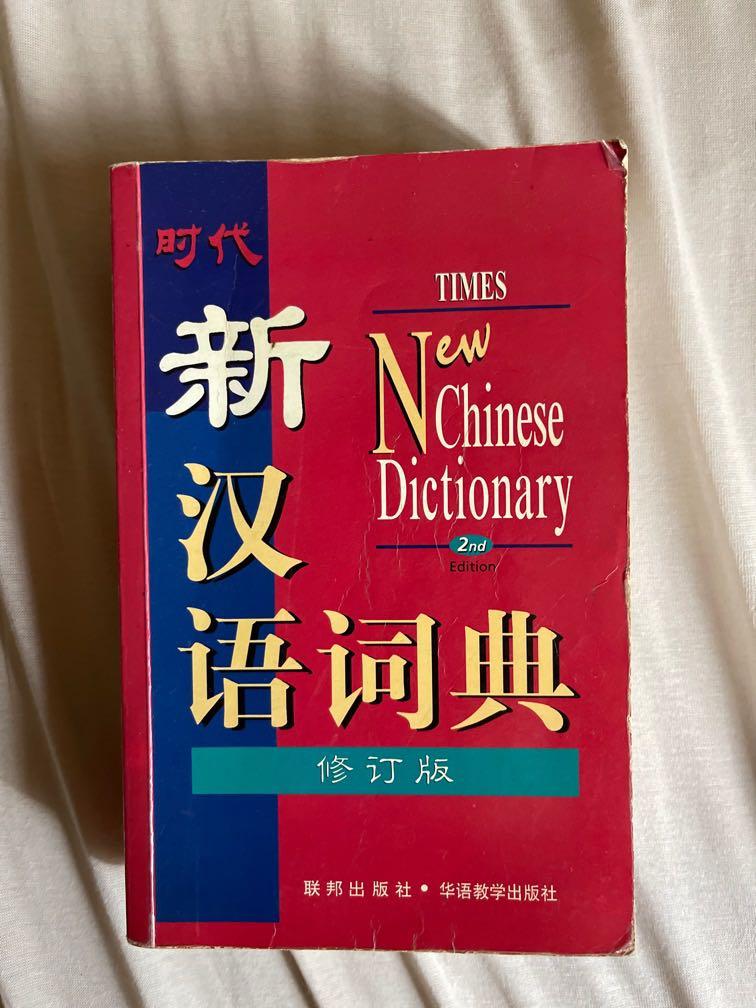 时代
新
汉
语词典
TIMES
New
Chinese
Dictionary
2nd
Edition
修订版
联邦出版社·华语教学出版社